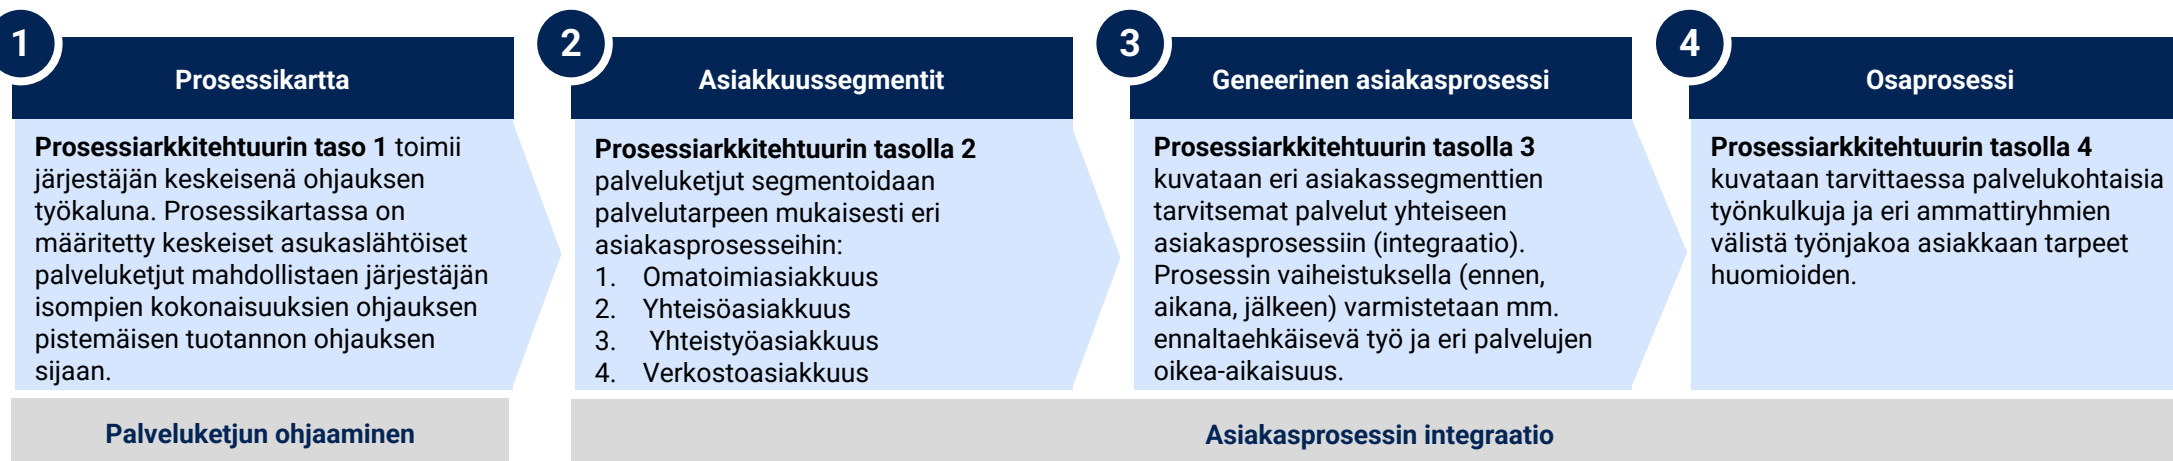 1
Prosessikartta
Prosessiarkkitehtuurin taso 1 toimii
järjestäjän keskeisenä ohjauksen
työkaluna. Prosessikartassa on
määritetty keskeiset asukaslähtöiset
palveluketjut mahdollistaen järjestäjän
isompien kokonaisuuksien ohjauksen
pistemäisen tuotannon ohjauksen
sijaan.
2
Asiakkuussegmentit
Prosessiarkkitehtuurin tasolla 2
palveluketjut segmentoidaan
palvelutarpeen mukaisesti eri
asiakasprosesseihin:
1. Omatoimiasiakkuus
2. Yhteisöasiakkuus
3. Yhteistyöasiakkuus
4. Verkostoasiakkuus
3
Geneerinen asiakasprosessi
Prosessiarkkitehtuurin tasolla 3
kuvataan eri asiakassegmenttien
tarvitsemat palvelut yhteiseen
asiakasprosessiin (integraatio).
Prosessin vaiheistuksella (ennen,
aikana, jälkeen) varmistetaan mm.
ennaltaehkäisevä työ ja eri palvelujen
oikea-aikaisuus.
4
Osaprosessi
Prosessiarkkitehtuurin tasolla 4
kuvataan tarvittaessa palvelukohtaisia
työnkulkuja ja eri ammattiryhmien
välistä työnjakoa asiakkaan tarpeet
huomioiden.
Palveluketjun ohjaaminen
Asiakasprosessin integraatio